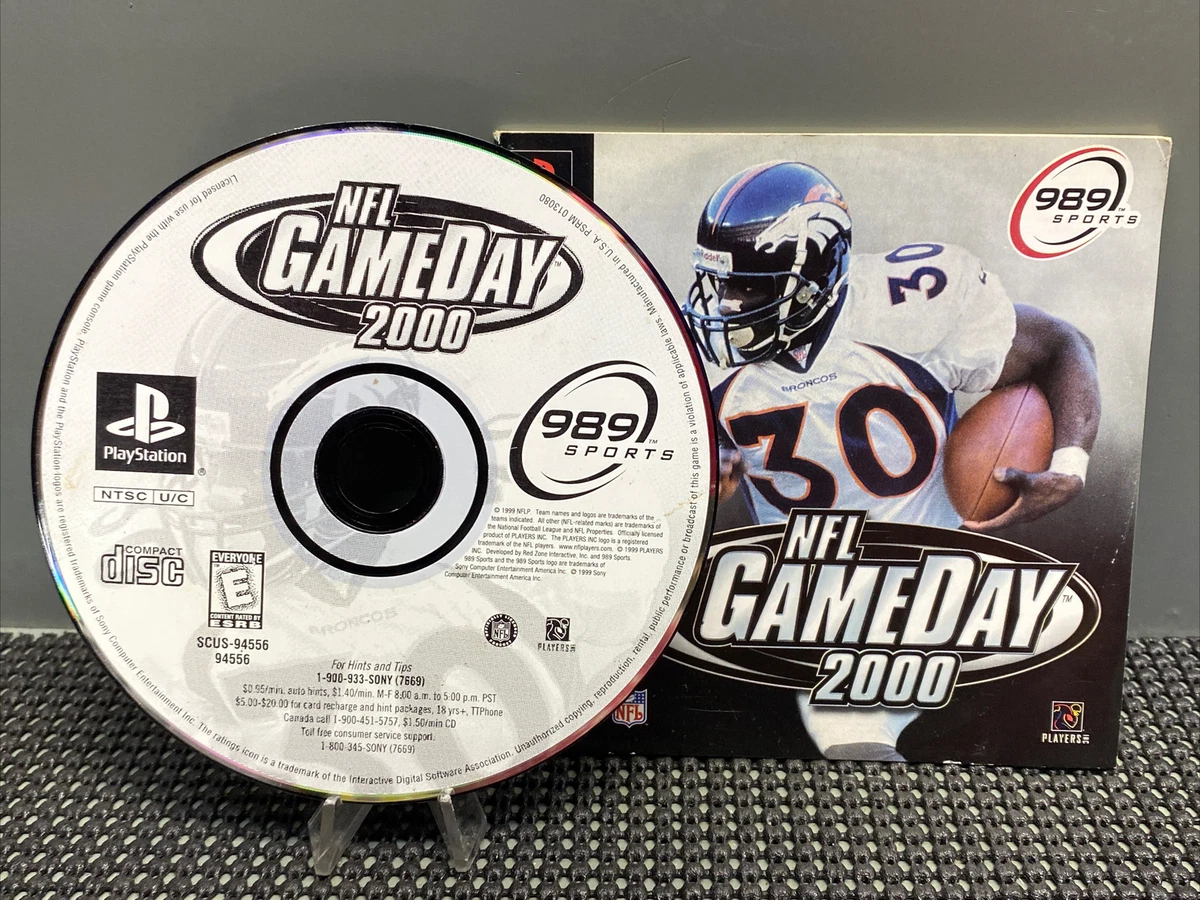 NFL
GAMEDAY™
2000
PlayStation
®
NTSC U/C
COMPACT
disc
EVERYONE
E
CONTENT RATED BY
ESRB
SCUS-94556
94556
989™
SPORTS
© 1999 NFLP. Team names and logos are trademarks of the
teams indicated. All other (NFL-related marks) are trademarks of
the National Football League and NFL Properties. Officially licensed
product of PLAYERS INC. The PLAYERS INC logo is a registered
trademark of the NFL players. www.nflplayers.com. © 1999 PLAYERS
INC. Developed by Red Zone Interactive, Inc. and 989 Sports.
989 Sports and the 989 Sports logo are trademarks of
Sony Computer Entertainment America Inc. © 1999 Sony
Computer Entertainment America Inc.
NFL
PLAYERS INC
BRONCOS
For Hints and Tips
1-900-933-SONY (7669)
$0.95/min. auto hints, $1.40/min. M-F 8:00 a.m. to 5:00 p.m. PST
$5.00-$20.00 for card recharge and hint packages, 18 yrs+, TTPhone
Canada call 1-900-451-5757, $1.50/min CD
Toll free consumer service support.
1-800-345-SONY (7669)
Licensed for use with the PlayStation game console. PlayStation and the PlayStation logos are registered trademarks of Sony Computer Entertainment Inc. The ratings icon is a trademark of the Interactive Digital Software Association. Unauthorized copying, reproduction, rental, public performance or broadcast of this game is a violation of applicable laws. Manufactured in U.S.A. PSRM 013080
989™
SPORTS
Riddell
30
BRONCOS
30
NFL
GAMEDAY™
2000
NFL
PLAYERS INC